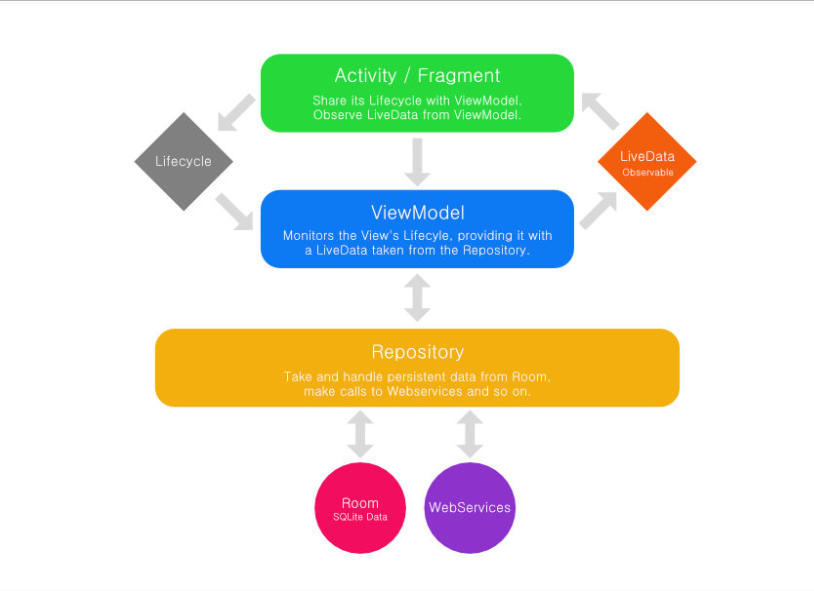 Activity / Fragment
Share its Lifecycle with ViewModel.
Observe LiveData from ViewModel.
Lifecycle
LiveData
Observable
ViewModel
Monitors the View's Lifecyle, providing it with
a LiveData taken from the Repository.
Repository
Take and handle persistent data from Room,
make calls to Webservices and so on.
Room
SQLite Data
WebServices